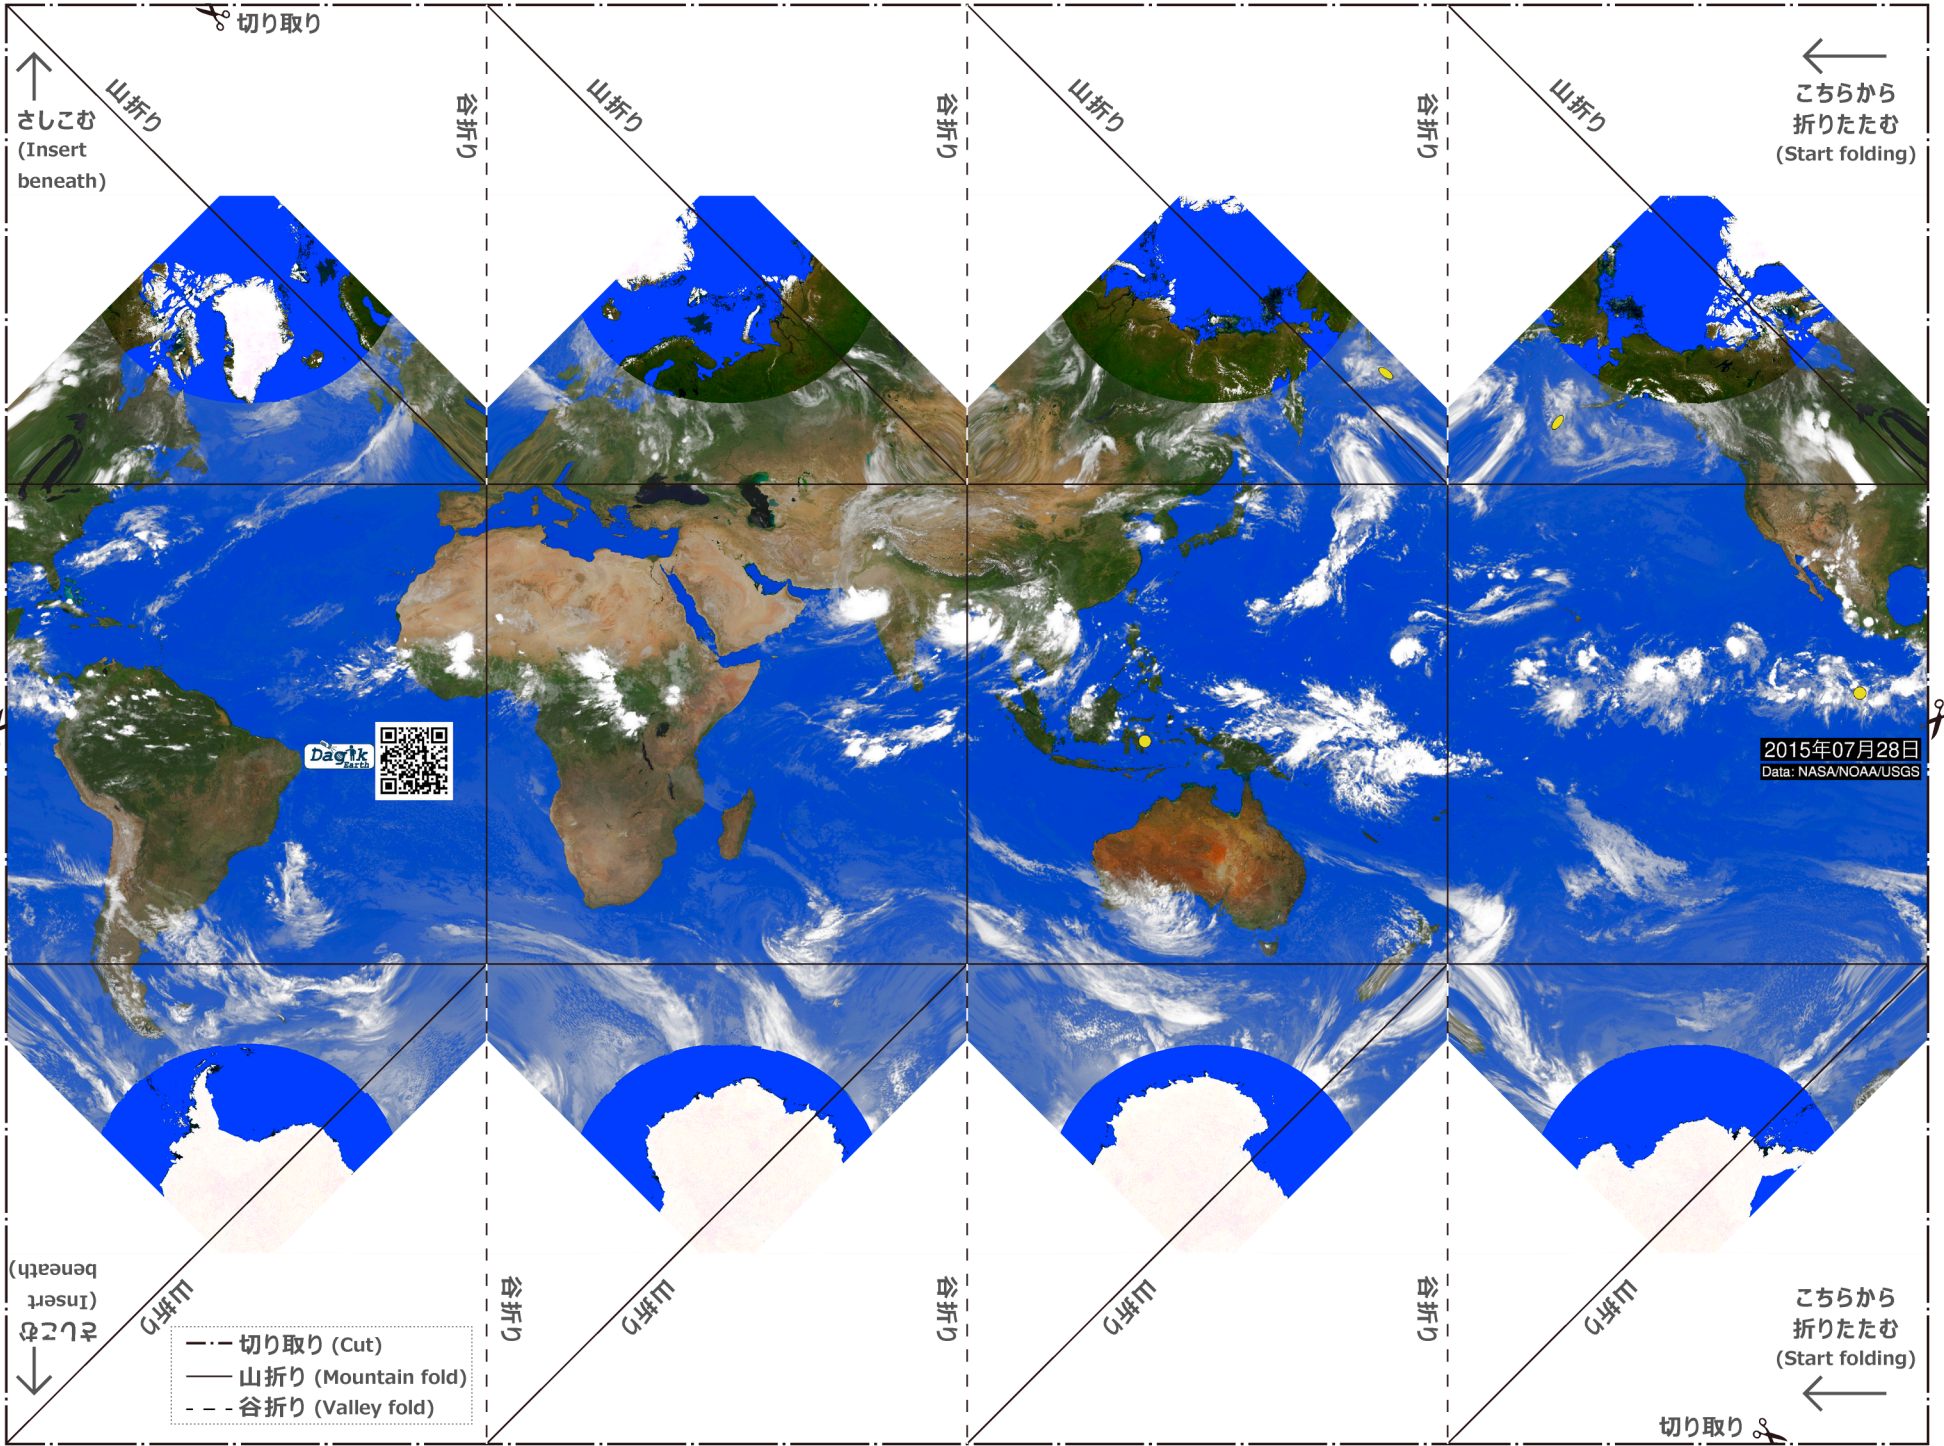 切り取り
山折り
山折り
山折り
山折り
谷折り
谷折り
谷折り
さしこむ
(Insert
beneath)
こちらから
折りたたむ
(Start folding)
Dagik
Earth
2015年07月28日
Data: NASA/NOAA/USGS
さしこむ
(Insert
beneath)
山折り
山折り
山折り
山折り
谷折り
谷折り
谷折り
こちらから
折りたたむ
(Start folding)
切り取り (Cut)
山折り (Mountain fold)
谷折り (Valley fold)
切り取り